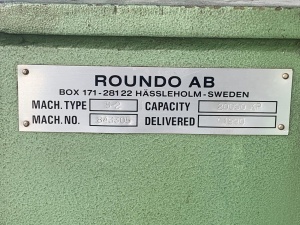 ROUNDO AB
BOX 171-28122 HÄSSLEHOLM-SWEDEN
MACH. TYPE CAPACITY
MACH. NO. DELIVERED